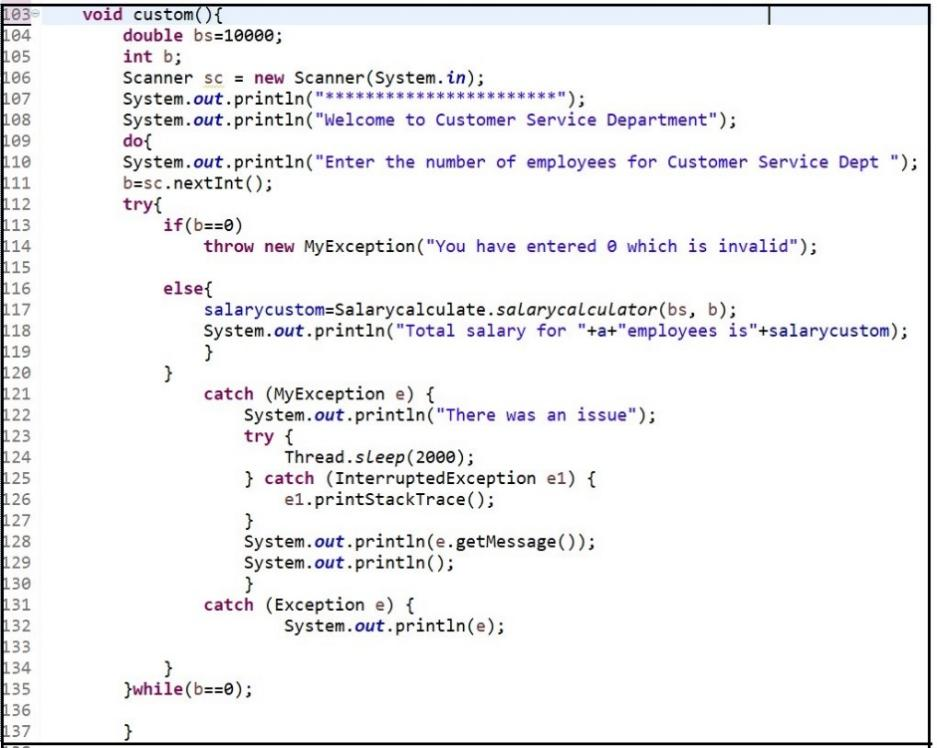 103 void custom(){
104 double bs=10000;
105 int b;
106 Scanner sc = new Scanner(System.in);
107 System.out.println("***********************");
108 System.out.println("Welcome to Customer Service Department");
109 do{
110 System.out.println("Enter the number of employees for Customer Service Dept ");
111 b=sc.nextInt();
112 try{
113 if(b==0)
114 throw new MyException("You have entered 0 which is invalid");
115
116 else{
117 salarycustom=Salarycalculate.salarycalculator(bs, b);
118 System.out.println("Total salary for "+a+"employees is"+salarycustom);
119 }
120 }
121 catch (MyException e) {
122 System.out.println("There was an issue");
123 try {
124 Thread.sleep(2000);
125 } catch (InterruptedException e1) {
126 e1.printStackTrace();
127 }
128 System.out.println(e.getMessage());
129 System.out.println();
130 }
131 catch (Exception e) {
132 System.out.println(e);
133
134 }
135 }while(b==0);
136
137 }